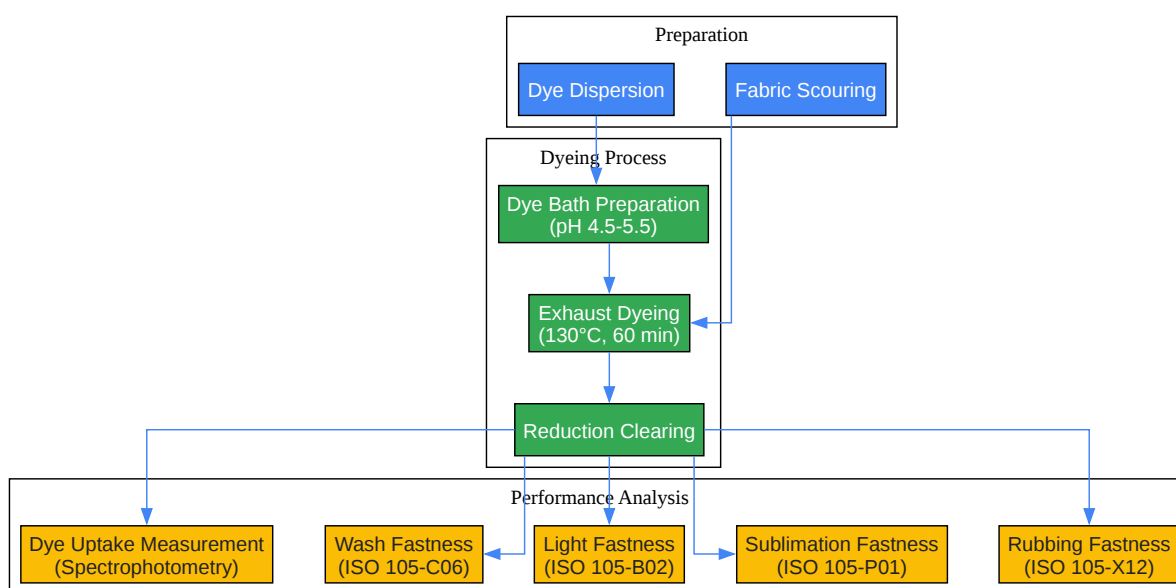 Preparation
Dye Dispersion
Fabric Scouring
Dyeing Process
Dye Bath Preparation
(pH 4.5-5.5)
Exhaust Dyeing
(130°C, 60 min)
Reduction Clearing
Performance Analysis
Dye Uptake Measurement
(Spectrophotometry)
Wash Fastness
(ISO 105-C06)
Light Fastness
(ISO 105-B02)
Sublimation Fastness
(ISO 105-P01)
Rubbing Fastness
(ISO 105-X12)